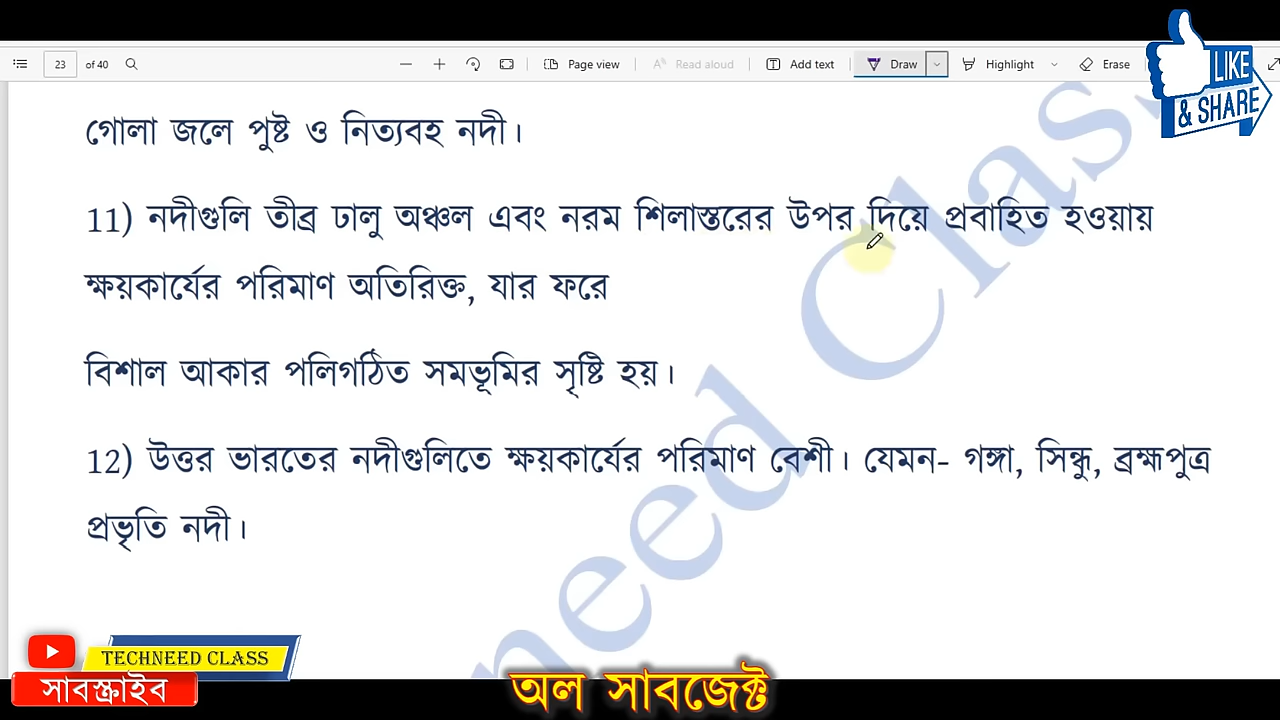 23 of 40 Page view Read aloud Add text Draw Highlight Erase
LIKE
& SHARE
গোলা জলে পুষ্ট ও নিত্যবহ নদী।
11) নদীগুলি তীব্র ঢালু অঞ্চল এবং নরম শিলাস্তরের উপর দিয়ে প্রবাহিত হওয়ায়
ক্ষয়কার্যের পরিমাণ অতিরিক্ত, যার ফরে
বিশাল আকার পলিগঠিত সমভূমির সৃষ্টি হয়।
12) উত্তর ভারতের নদীগুলিতে ক্ষয়কার্যের পরিমাণ বেশী। যেমন- গঙ্গা, সিন্ধু, ব্রহ্মপুত্র
প্রভৃতি নদী।
need Class
TECHNEED CLASS
সাবস্ক্রাইব
অল সাবজেক্ট